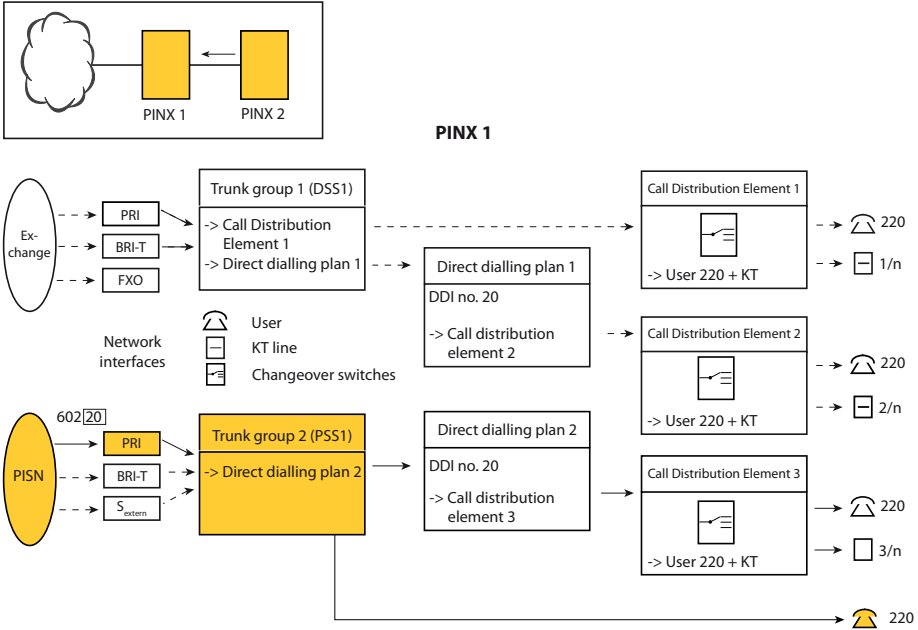 PINX 1
PINX 2
PINX 1
Ex-
change
PRI
BRI-T
FXO
Trunk group 1 (DSS1)
-> Call Distribution
Element 1
-> Direct dialling plan 1
Direct dialling plan 1
DDI no. 20
-> Call distribution
element 2
Call Distribution Element 1
-> User 220 + KT
220
1/n
Network
interfaces
User
KT line
Changeover switches
Call Distribution Element 2
-> User 220 + KT
220
2/n
PISN
602 20
PRI
BRI-T
Sextern
Trunk group 2 (PSS1)
-> Direct dialling plan 2
Direct dialling plan 2
DDI no. 20
-> Call distribution
element 3
Call Distribution Element 3
-> User 220 + KT
220
3/n
220